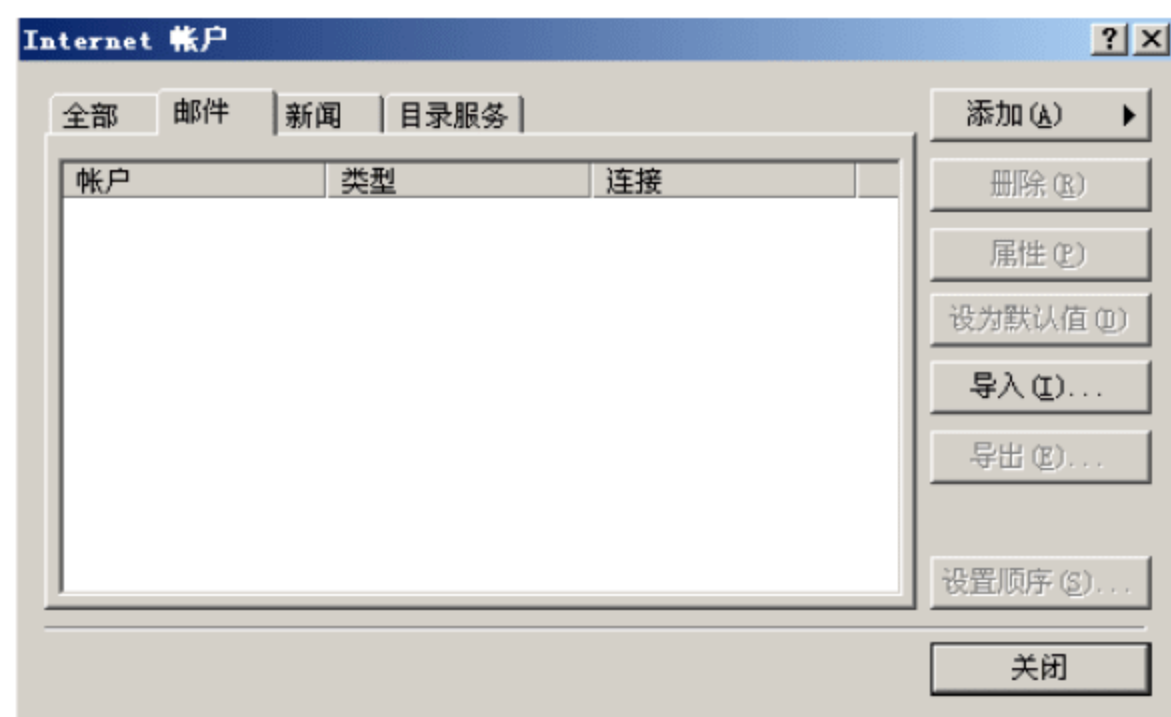 Internet 帐户
全部 邮件 新闻 目录服务
帐户 类型 连接
添加(A)
删除(R)
属性(P)
设为默认值(D)
导入(I)...
导出(E)...
设置顺序(S)...
关闭